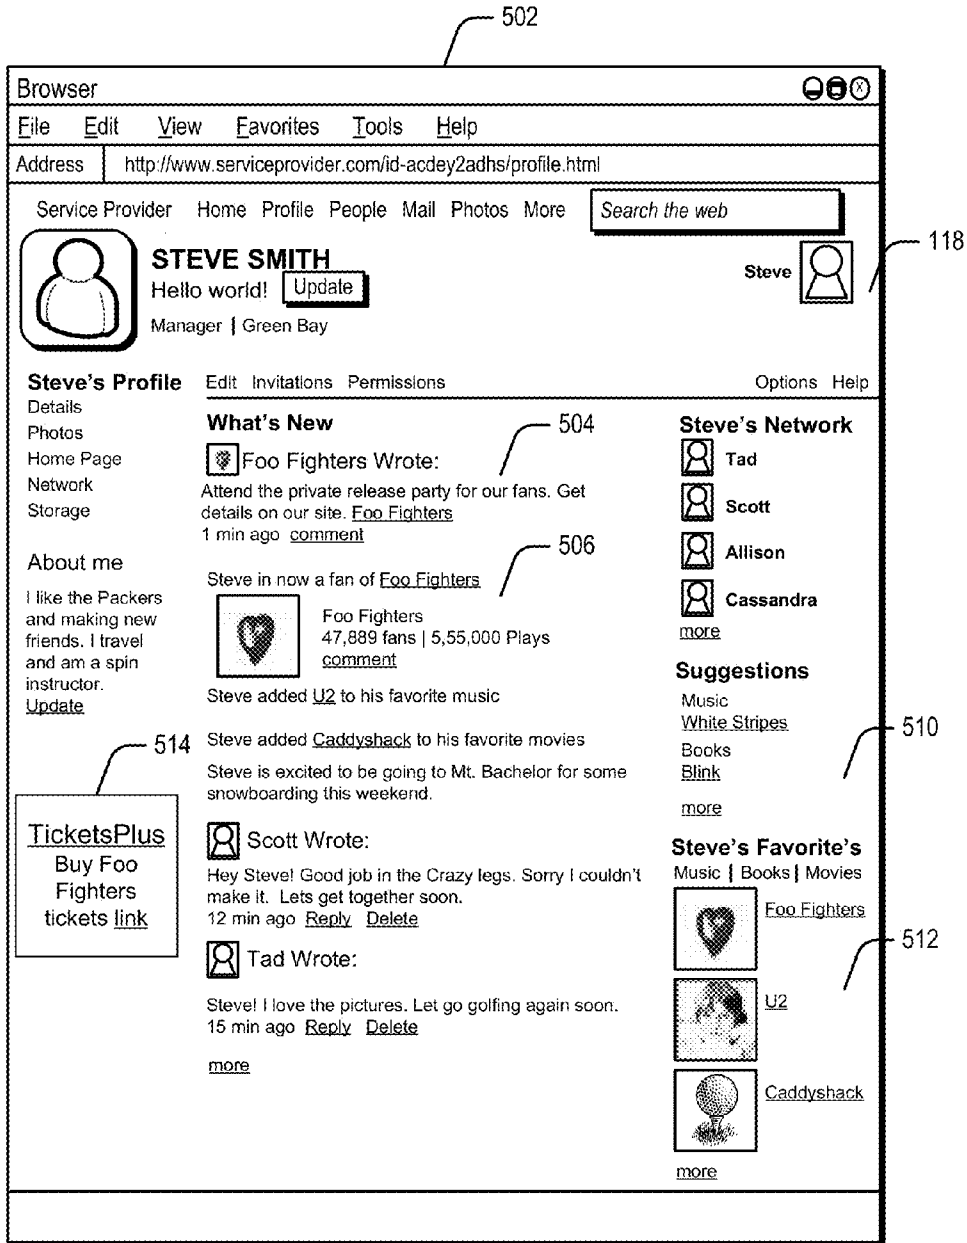 502
Browser
X
File Edit View Favorites Tools Help
Address http://www.serviceprovider.com/id-acdey2adhs/profile.html
Service Provider Home Profile People Mail Photos More Search the web
118
STEVE SMITH
Hello world! Update
Manager | Green Bay
Steve
Steve's Profile
Details
Photos
Home Page
Network
Storage
About me
I like the Packers
and making new
friends. I travel
and am a spin
instructor.
Update
514
TicketsPlus
Buy Foo
Fighters
tickets link
Edit Invitations Permissions Options Help
What's New
504
Foo Fighters Wrote:
Attend the private release party for our fans. Get
details on our site. Foo Fighters
1 min ago comment
506
Steve in now a fan of Foo Fighters
Foo Fighters
47,889 fans | 5,55,000 Plays
comment
Steve added U2 to his favorite music
Steve added Caddyshack to his favorite movies
Steve is excited to be going to Mt. Bachelor for some
snowboarding this weekend.
Scott Wrote:
Hey Steve! Good job in the Crazy legs. Sorry I couldn't
make it. Lets get together soon.
12 min ago Reply Delete
Tad Wrote:
Steve! I love the pictures. Let go golfing again soon.
15 min ago Reply Delete
more
Steve's Network
Tad
Scott
Allison
Cassandra
more
Suggestions
Music
White Stripes
Books
Blink
more
510
Steve's Favorite's
Music | Books | Movies
Foo Fighters
512
U2
Caddyshack
more